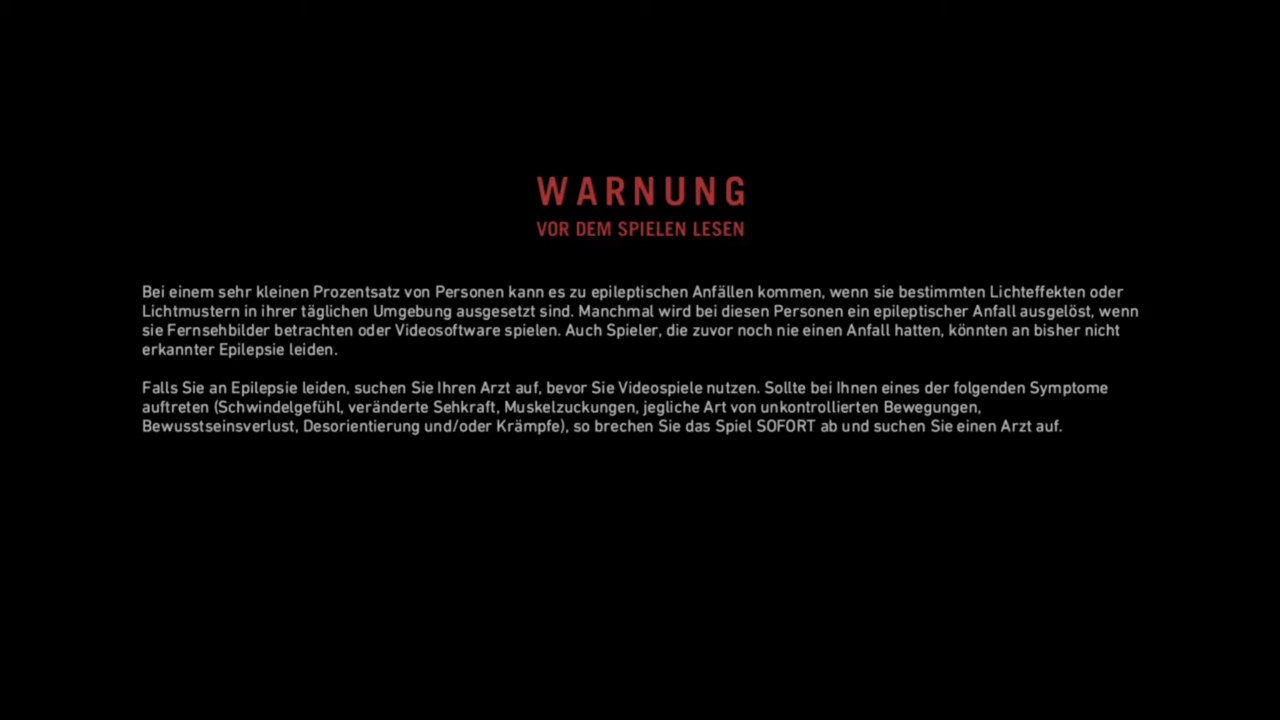 WARNUNG
VOR DEM SPIELEN LESEN
Bei einem sehr kleinen Prozentsatz von Personen kann es zu epileptischen Anfällen kommen, wenn sie bestimmten Lichteffekten oder
Lichtmustern in ihrer täglichen Umgebung ausgesetzt sind. Manchmal wird bei diesen Personen ein epileptischer Anfall ausgelöst, wenn
sie Fernsehbilder betrachten oder Videosoftware spielen. Auch Spieler, die zuvor noch nie einen Anfall hatten, könnten an bisher nicht
erkannter Epilepsie leiden.
Falls Sie an Epilepsie leiden, suchen Sie Ihren Arzt auf, bevor Sie Videospiele nutzen. Sollte bei Ihnen eines der folgenden Symptome
auftreten (Schwindelgefühl, veränderte Sehkraft, Muskelzuckungen, jegliche Art von unkontrollierten Bewegungen,
Bewusstseinsverlust, Desorientierung und/oder Krämpfe), so brechen Sie das Spiel SOFORT ab und suchen Sie einen Arzt auf.